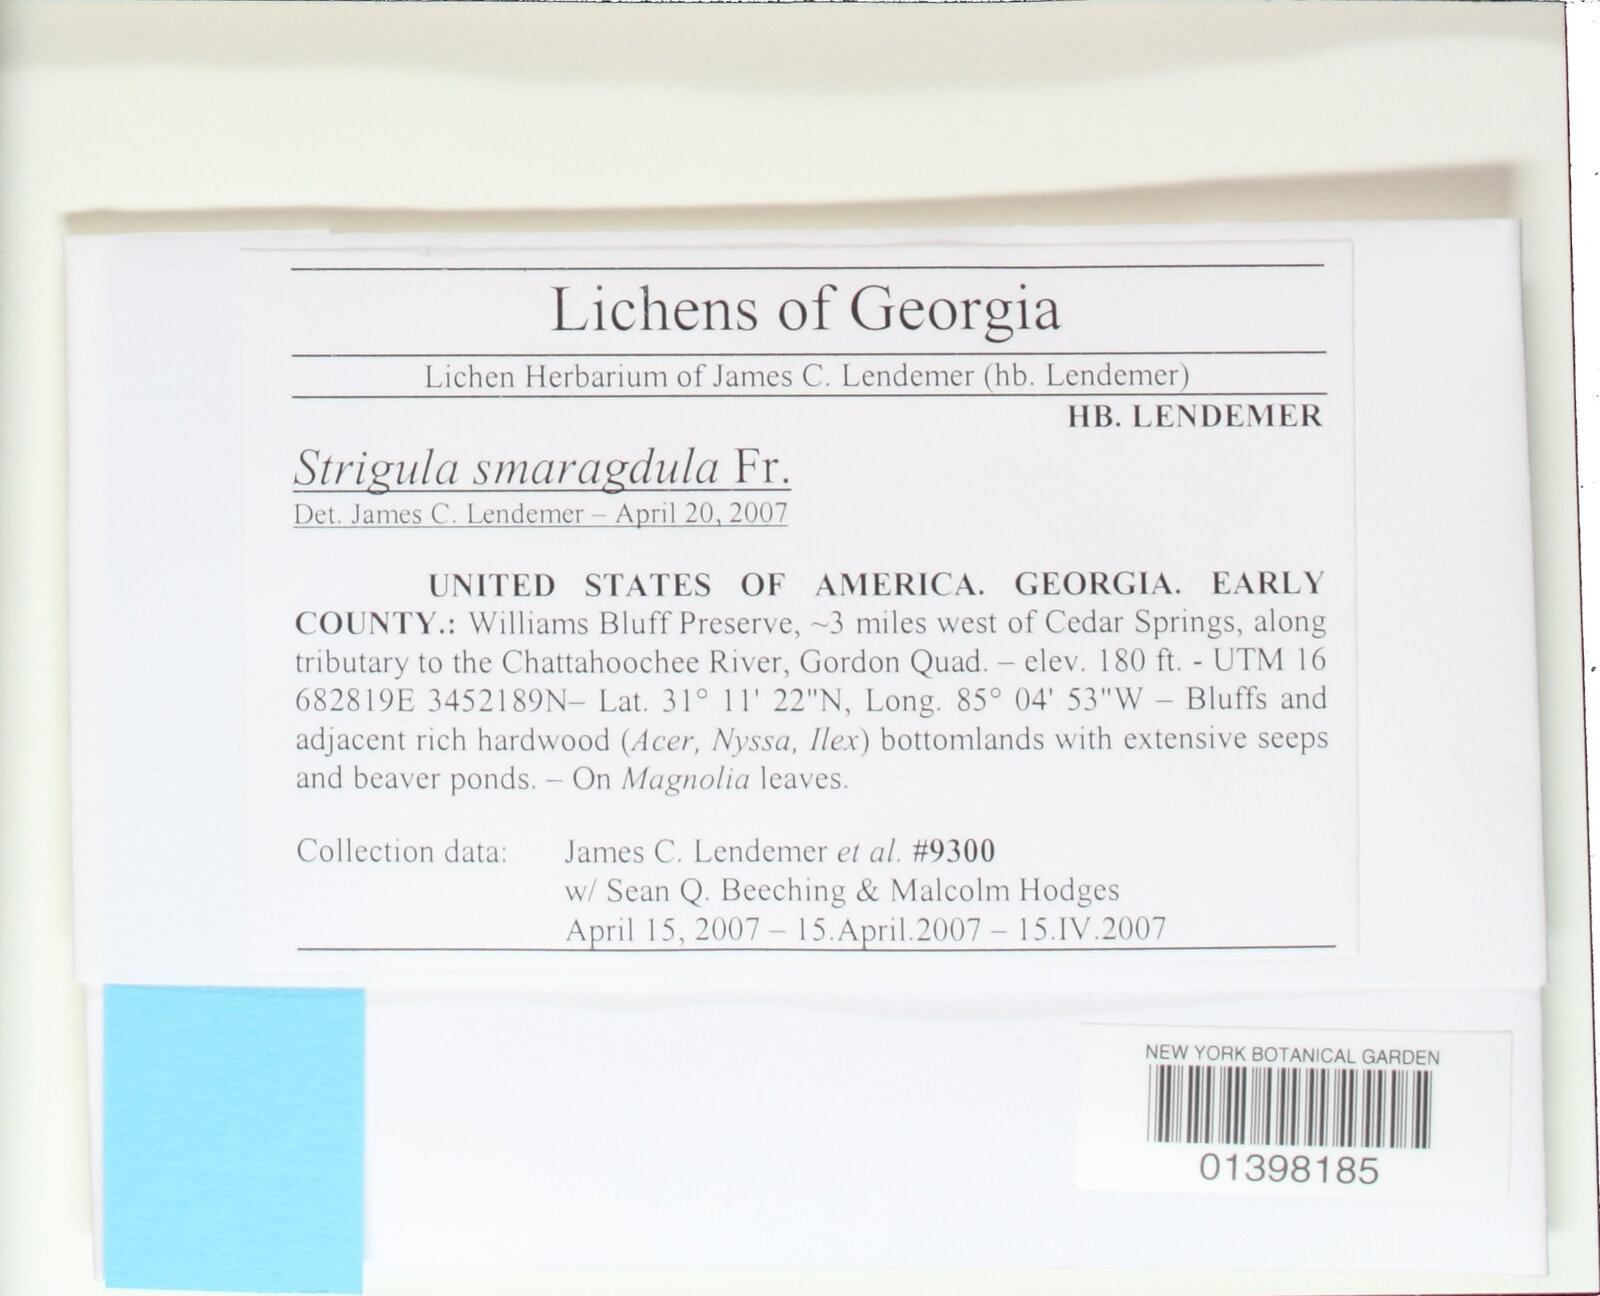 Lichens of Georgia
Lichen Herbarium of James C. Lendemer (hb. Lendemer)
HB. LENDEMER
Strigula smaragdula Fr.
Det. James C. Lendemer – April 20, 2007
UNITED STATES OF AMERICA. GEORGIA. EARLY
COUNTY.: Williams Bluff Preserve, ~3 miles west of Cedar Springs, along
tributary to the Chattahoochee River, Gordon Quad. – elev. 180 ft. - UTM 16
682819E 3452189N– Lat. 31° 11' 22"N, Long. 85° 04' 53"W – Bluffs and
adjacent rich hardwood (Acer, Nyssa, Ilex) bottomlands with extensive seeps
and beaver ponds. – On Magnolia leaves.
Collection data: James C. Lendemer et al. #9300
w/ Sean Q. Beeching & Malcolm Hodges
April 15, 2007 – 15.April.2007 – 15.IV.2007
NEW YORK BOTANICAL GARDEN
01398185